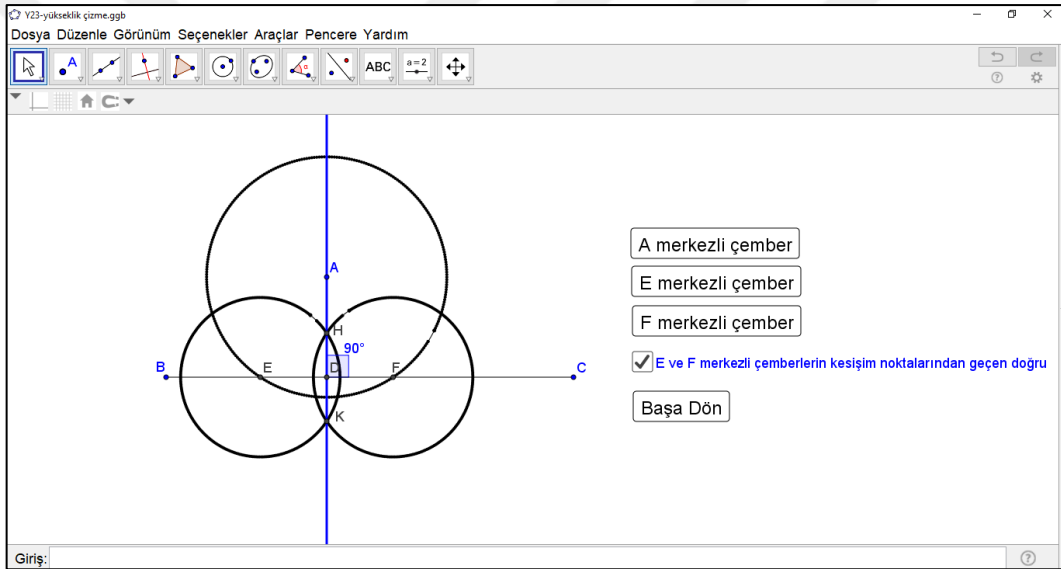 Y23-yükseklik çizme.ggb
Dosya Düzenle Görünüm Seçenekler Araçlar Pencere Yardım
A
ABC
a=2
A
H
90°
B
E
D
F
C
K
A merkezli çember
E merkezli çember
F merkezli çember
E ve F merkezli çemberlerin kesişim noktalarından geçen doğru
Başa Dön
Giriş: